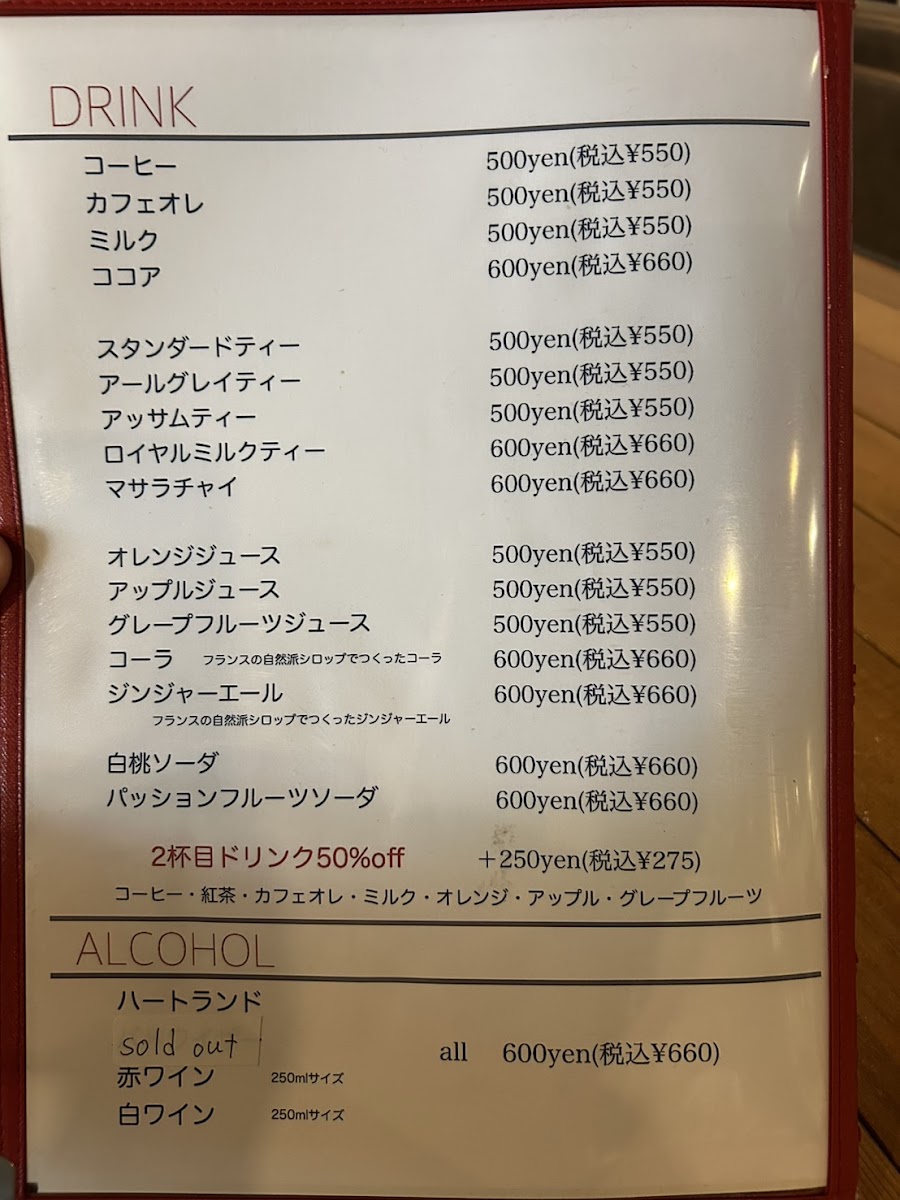 DRINK
コーヒー 500yen(税込¥550)
カフェオレ 500yen(税込¥550)
ミルク 500yen(税込¥550)
ココア 600yen(税込¥660)
スタンダードティー 500yen(税込¥550)
アールグレイティー 500yen(税込¥550)
アッサムティー 500yen(税込¥550)
ロイヤルミルクティー 600yen(税込¥660)
マサラチャイ 600yen(税込¥660)
オレンジジュース 500yen(税込¥550)
アップルジュース 500yen(税込¥550)
グレープフルーツジュース 500yen(税込¥550)
コーラ フランスの自然派シロップでつくったコーラ 600yen(税込¥660)
ジンジャーエール 600yen(税込¥660)
フランスの自然派シロップでつくったジンジャーエール
白桃ソーダ 600yen(税込¥660)
パッションフルーツソーダ 600yen(税込¥660)
2杯目ドリンク50%off +250yen(税込¥275)
コーヒー・紅茶・カフェオレ・ミルク・オレンジ・アップル・グレープフルーツ
ALCOHOL
ハートランド
sold out all 600yen(税込¥660)
赤ワイン 250mlサイズ
白ワイン 250mlサイズ